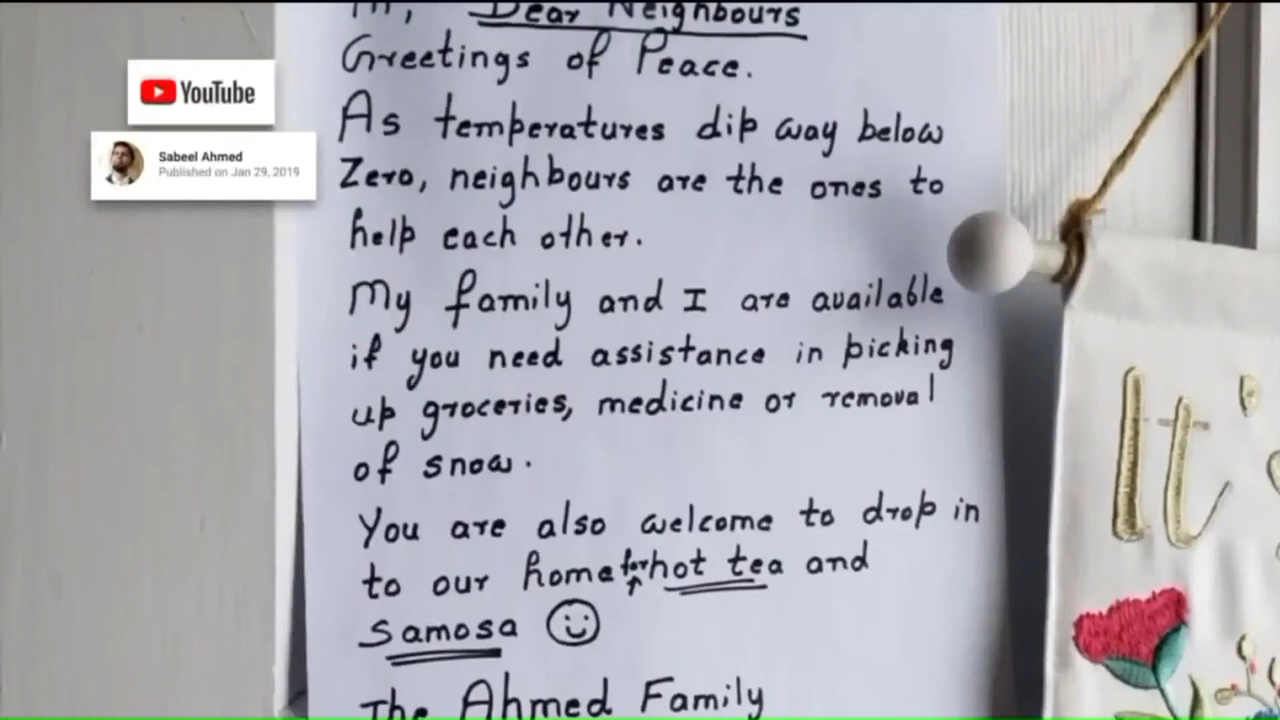 Hi, Dear Neighbours
Greetings of Peace.
As temperatures dip way below
Zero, neighbours are the ones to
help each other.
My family and I are available
if you need assistance in picking
up groceries, medicine or removal
of snow.
You are also welcome to drop in
to our home for hot tea and
Samosa
The Ahmed Family
YouTube
Sabeel Ahmed
Published on Jan 29, 2019
It's